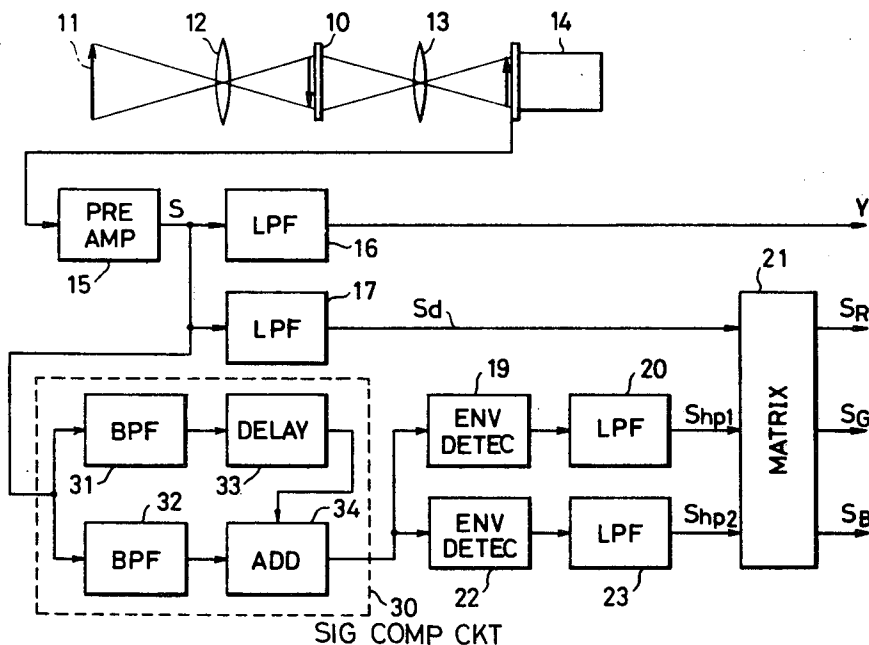 11
12
10
13
14
PRE
AMP
15
S
LPF
16
Y
17
LPF
Sd
21
MATRIX
SR
SG
SB
19
ENV
DETEC
20
LPF
Shp1
BPF
31
DELAY
33
32
BPF
34
ADD
ENV
DETEC
22
LPF
23
Shp2
30
SIG COMP CKT